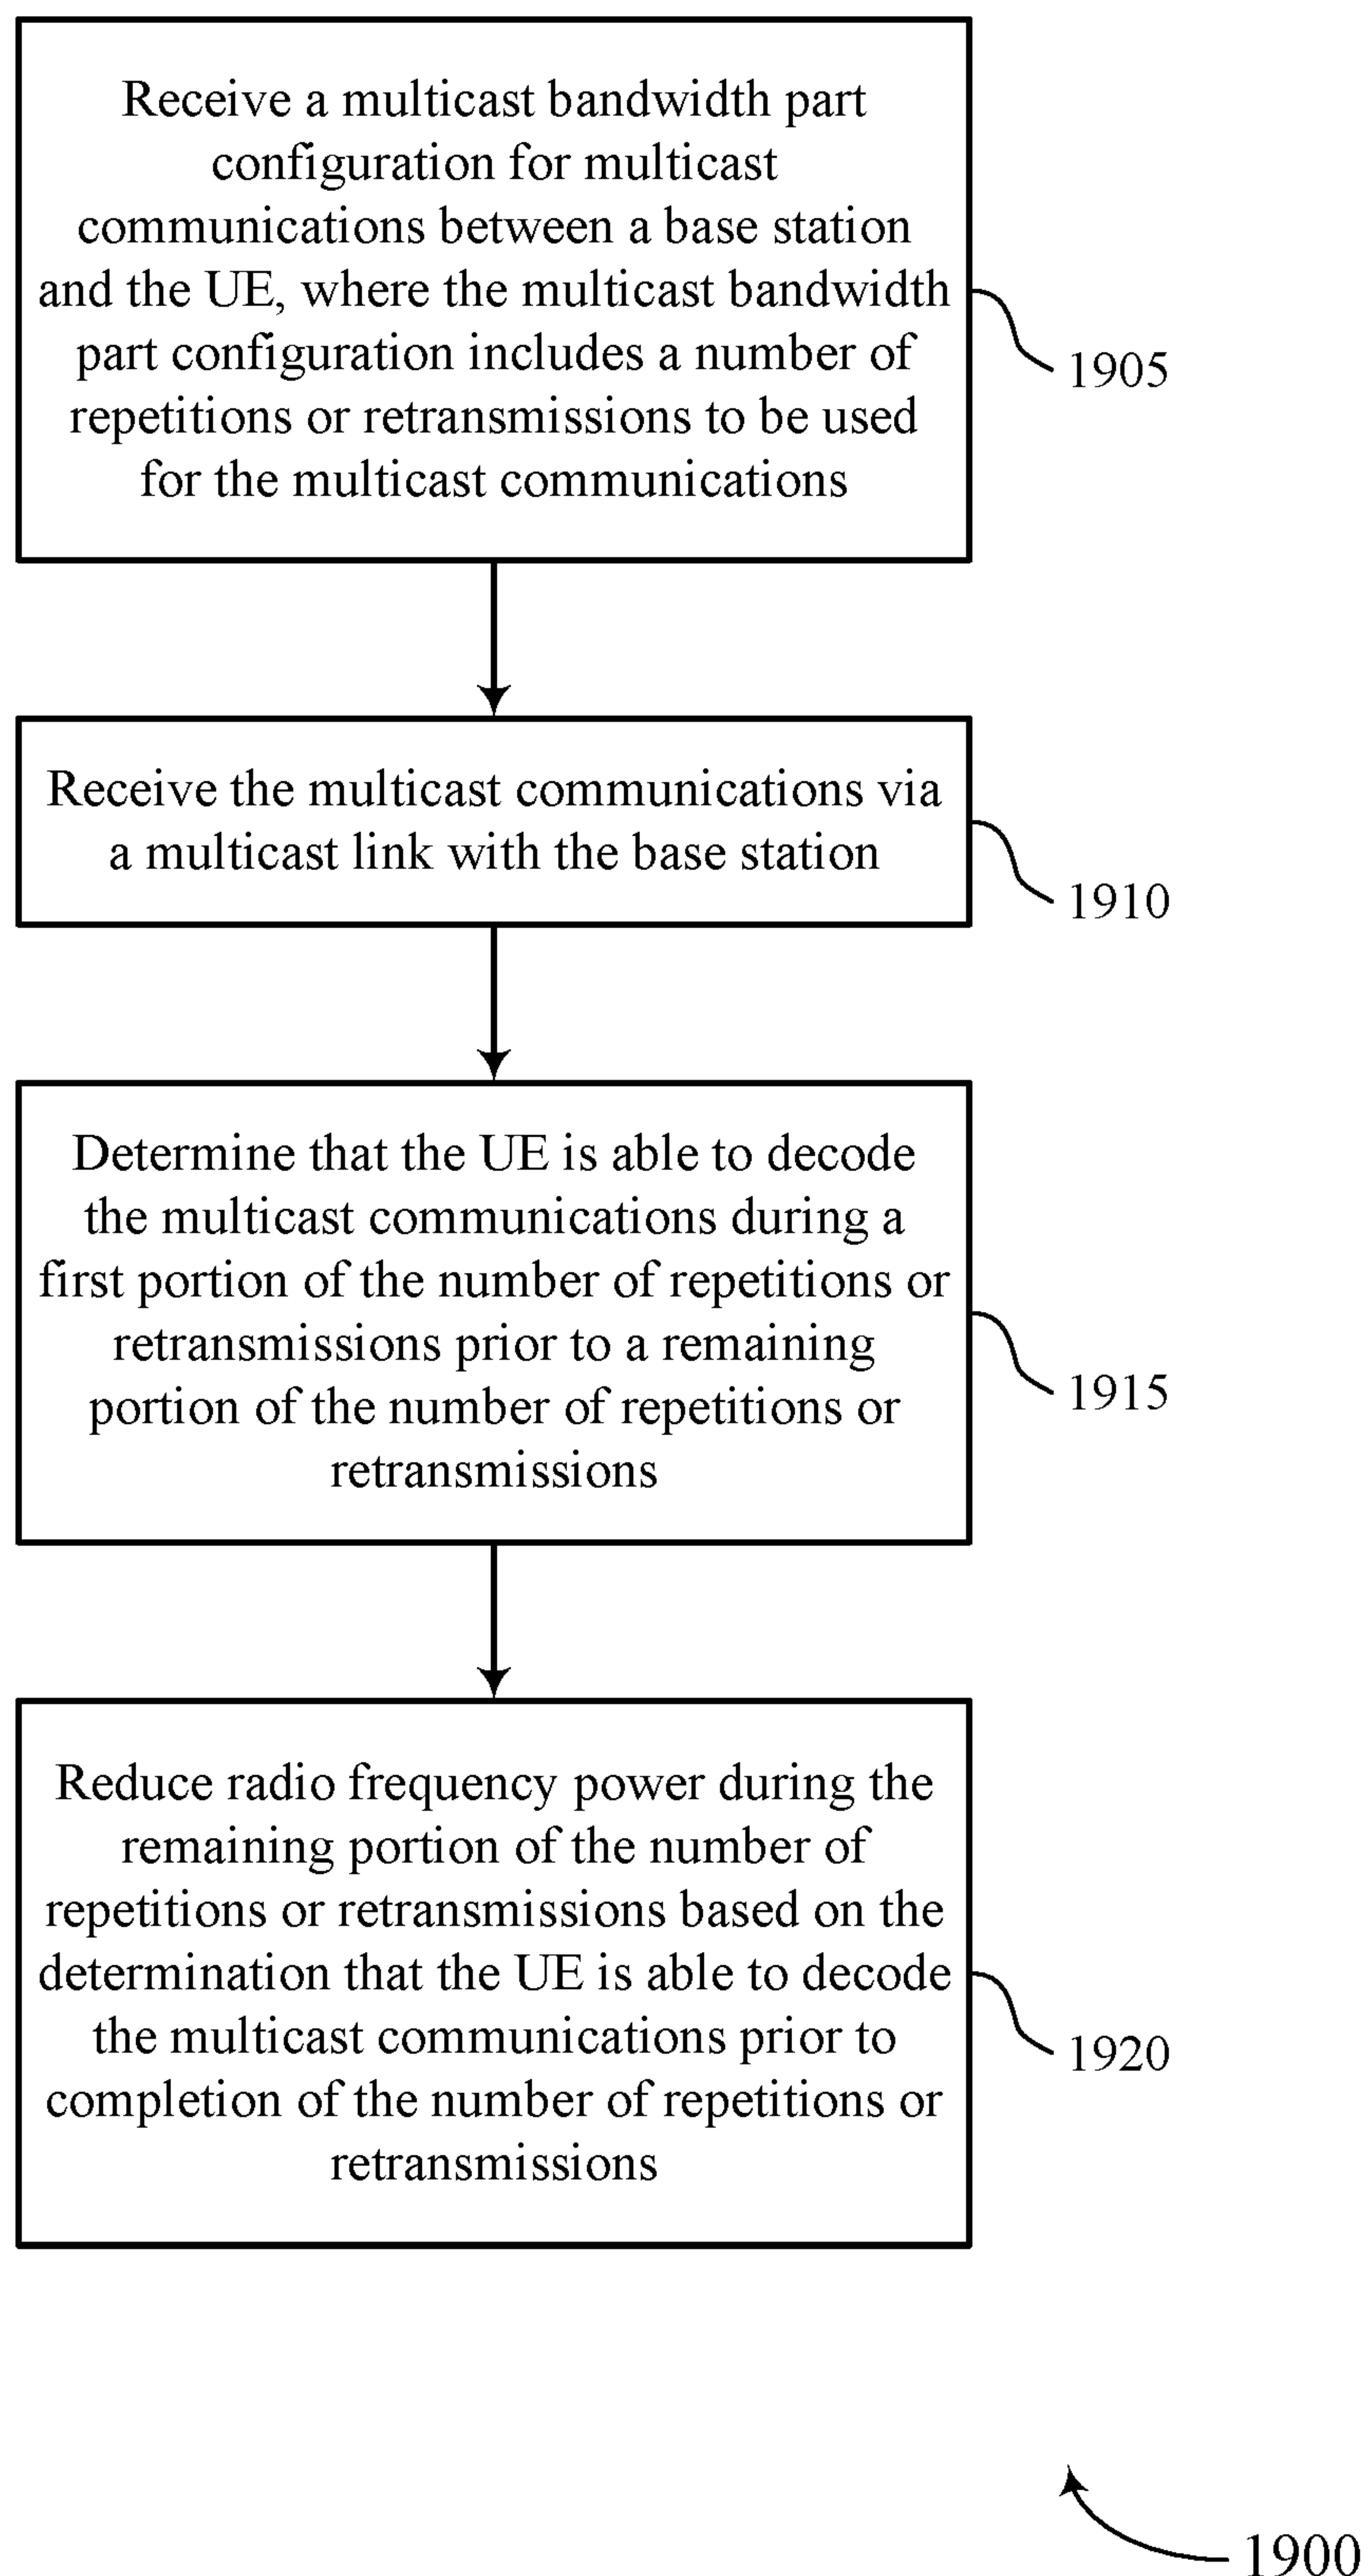 Receive a multicast bandwidth part
configuration for multicast
communications between a base station
and the UE, where the multicast bandwidth
part configuration includes a number of
repetitions or retransmissions to be used
for the multicast communications
1905
Receive the multicast communications via
a multicast link with the base station
1910
Determine that the UE is able to decode
the multicast communications during a
first portion of the number of repetitions or
retransmissions prior to a remaining
portion of the number of repetitions or
retransmissions
1915
Reduce radio frequency power during the
remaining portion of the number of
repetitions or retransmissions based on the
determination that the UE is able to decode
the multicast communications prior to
completion of the number of repetitions or
retransmissions
1920
1900